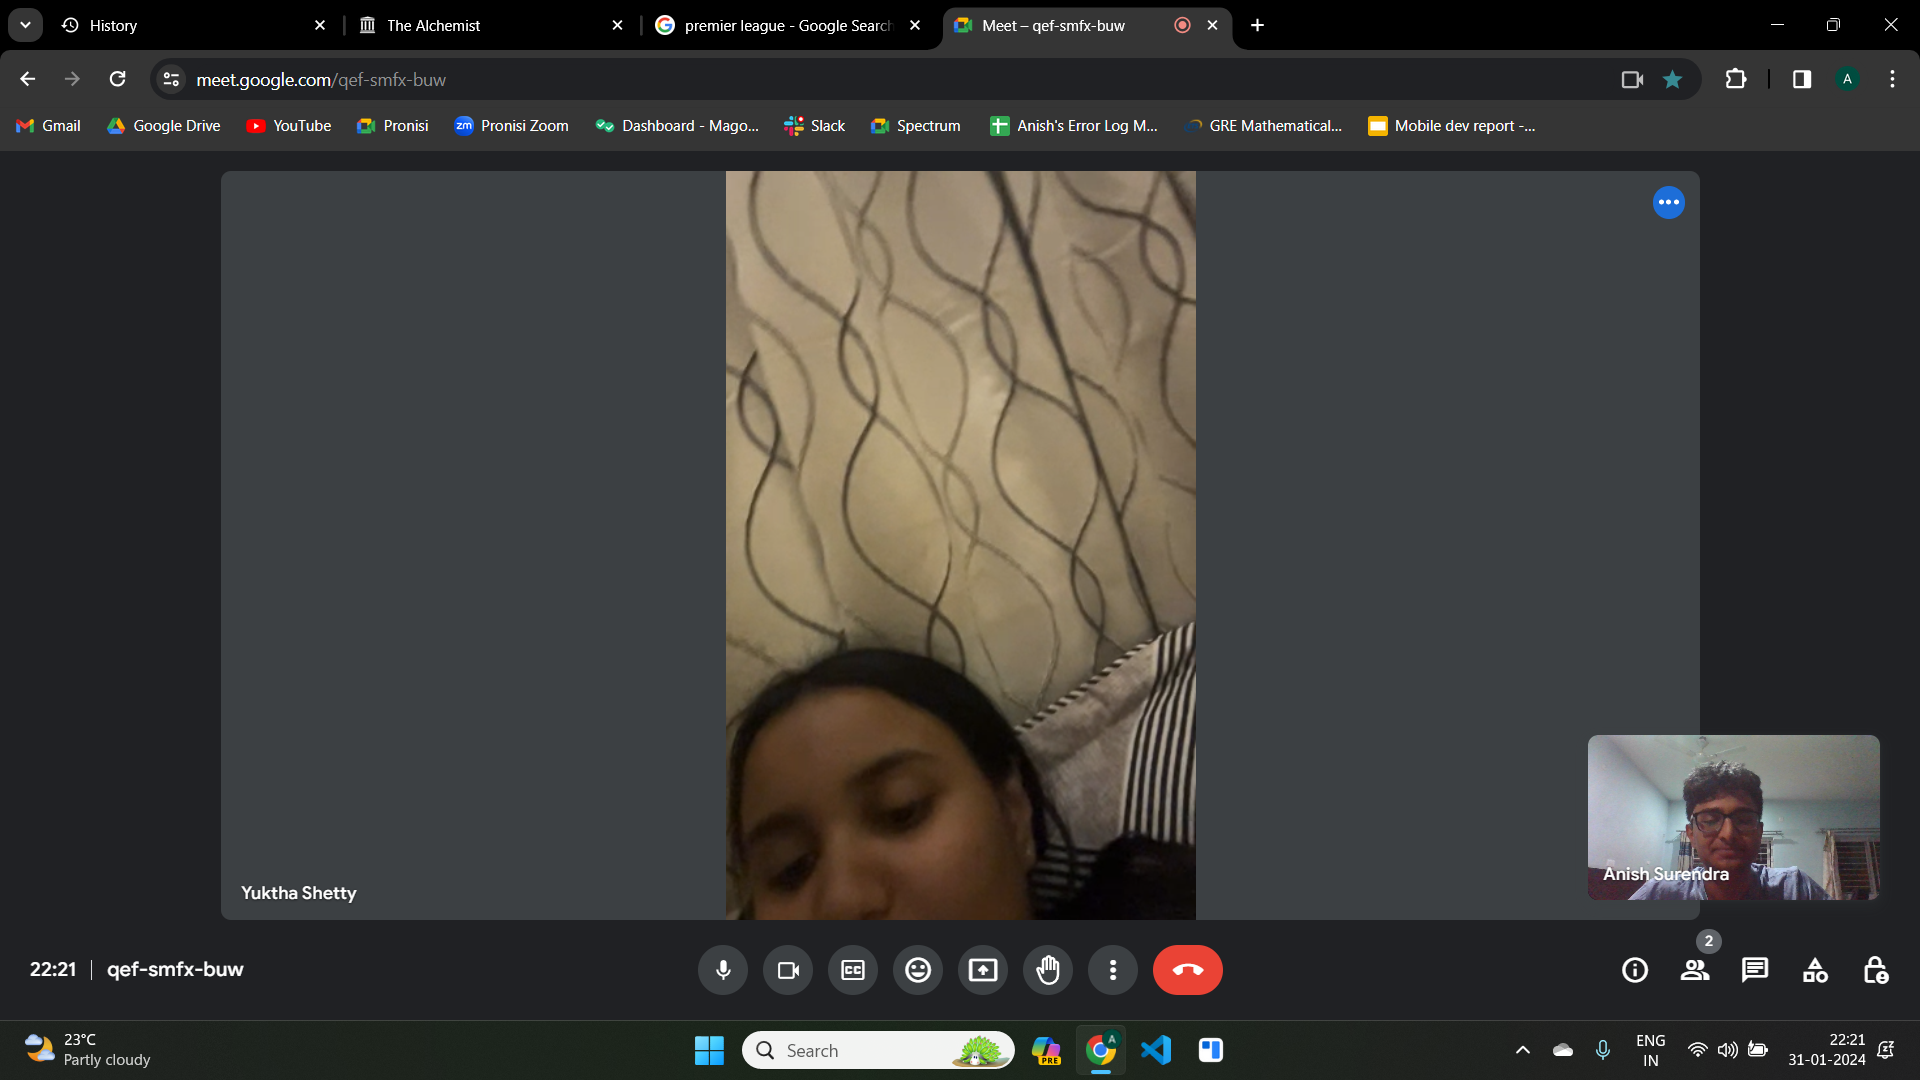 History
The Alchemist
premier league - Google Search
Meet – qef-smfx-buw
meet.google.com/qef-smfx-buw
A
Gmail
Google Drive
YouTube
Pronisi
zm
Pronisi Zoom
Dashboard - Mago...
Slack
Spectrum
Anish's Error Log M...
GRE Mathematical...
Mobile dev report -...
Yuktha Shetty
Anish Surendra
22:21
qef-smfx-buw
CC
2
23°C
Partly cloudy
Search
PRE
A
ENG
IN
22:21
31-01-2024